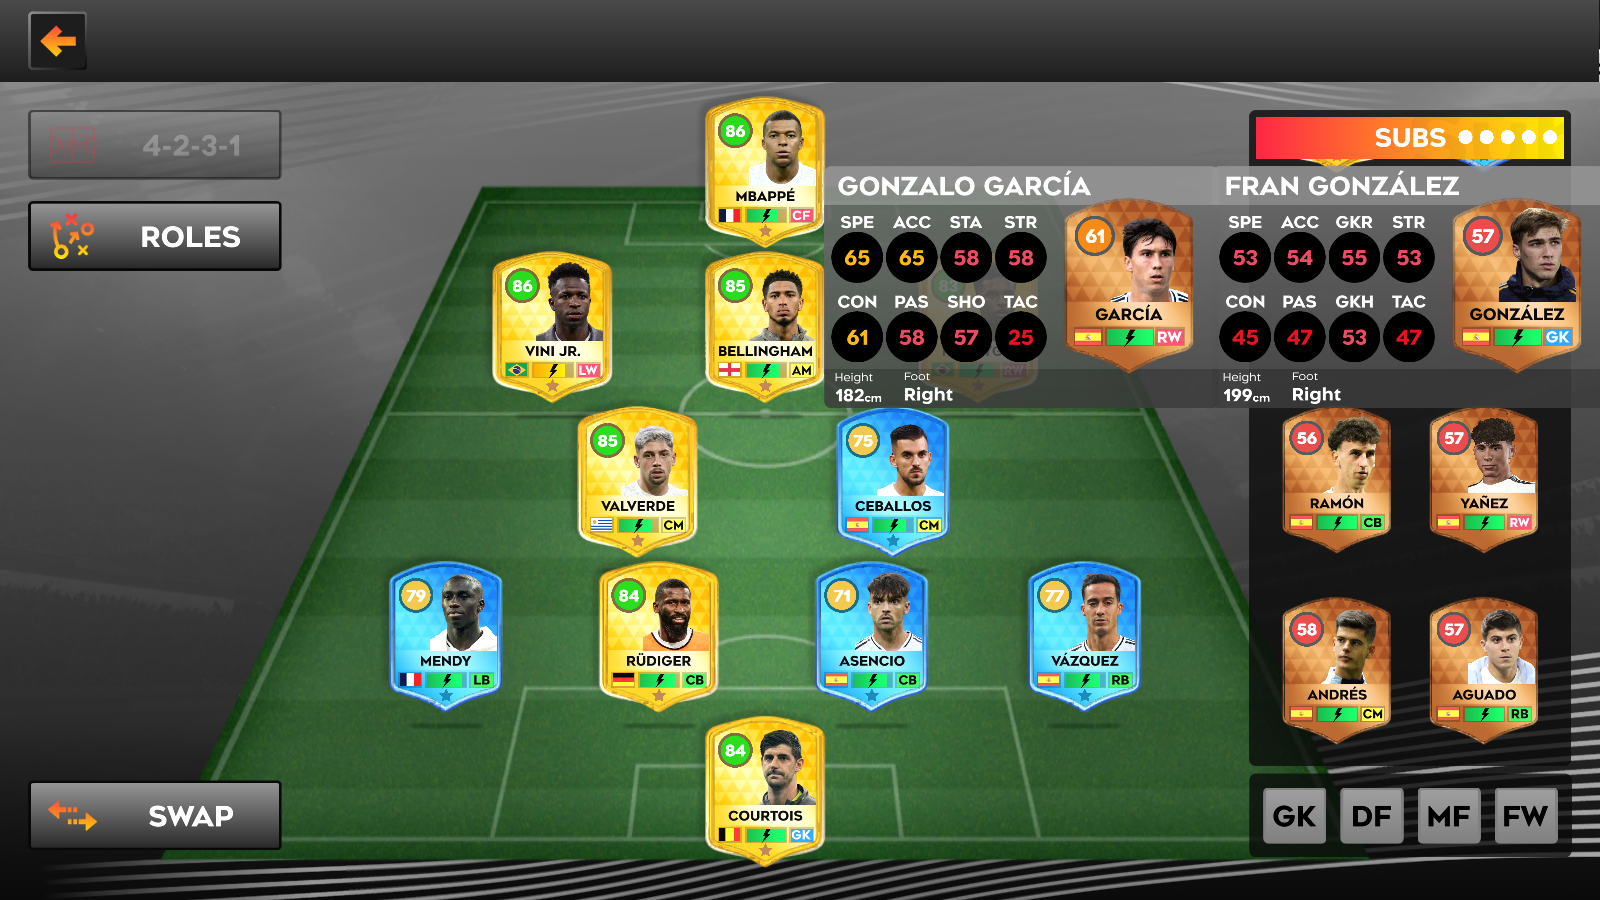 4-2-3-1
ROLES
SWAP
86
MBAPPÉ
CF
86
VINI JR.
LW
85
BELLINGHAM
AM
83
RW
85
VALVERDE
CM
75
CEBALLOS
CM
79
MENDY
LB
84
RÜDIGER
CB
71
ASENCIO
CB
77
VÁZQUEZ
RB
84
COURTOIS
GK
SUBS
GONZALO GARCÍA
SPE ACC STA STR
65 65 58 58
CON PAS SHO TAC
61 58 57 25
Height Foot
182cm Right
61
GARCÍA
RW
FRAN GONZÁLEZ
SPE ACC GKR STR
53 54 55 53
CON PAS GKH TAC
45 47 53 47
Height Foot
199cm Right
57
GONZÁLEZ
GK
56
RAMÓN
CB
57
YAÑEZ
RW
58
ANDRÉS
CM
57
AGUADO
RB
GK DF MF FW